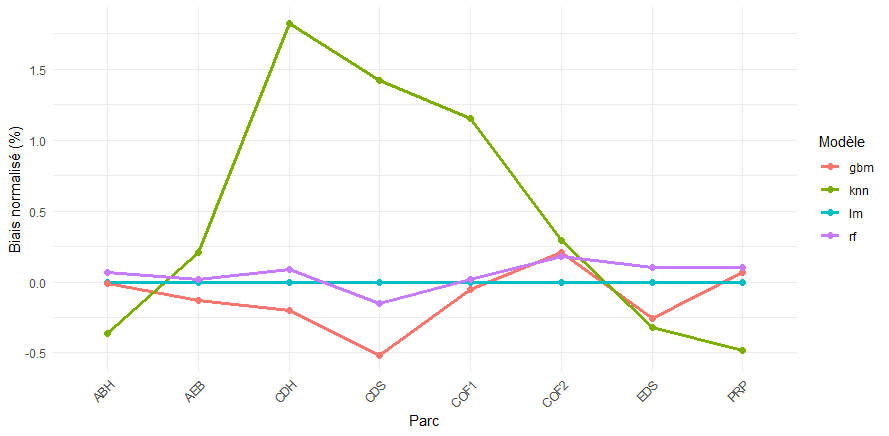 Biais normalisé (%)
1.5
1.0
0.5
0.0
-0.5
ABH
AEB
CDH
CDS
COF1
COF2
EDS
PRP
Parc
Modèle
gbm
knn
lm
rf